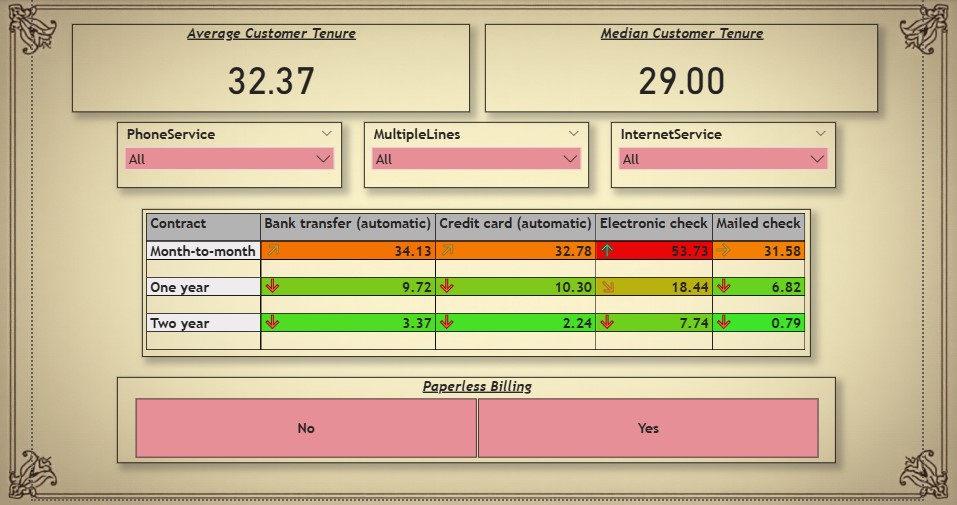 Average Customer Tenure Median Customer Tenure
32.37 29.00
PhoneService MultipleLines InternetService
All All All
Contract Bank transfer (automatic) Credit card (automatic) Electronic check Mailed check
Month-to-month 34.13 32.78 53.73 31.58
One year 9.72 10.30 18.44 6.82
Two year 3.37 2.24 7.74 0.79
Paperless Billing
No Yes